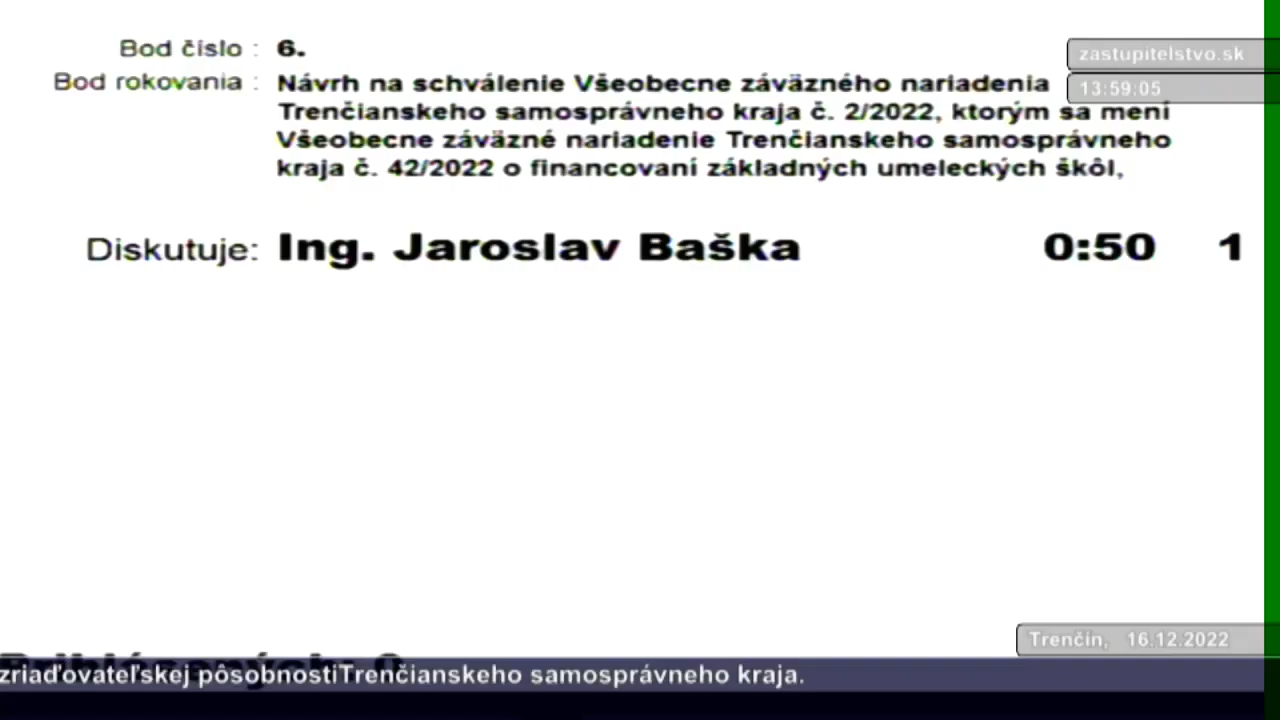 Bod číslo : 6.
zastupitelstvo.sk
Bod rokovania : Návrh na schválenie Všeobecne záväzného nariadenia
13:59:05
Trenčianskeho samosprávneho kraja č. 2/2022, ktorým sa mení
Všeobecne záväzné nariadenie Trenčianskeho samosprávneho
kraja č. 42/2022 o financovaní základných umeleckých škôl,
Diskutuje: Ing. Jaroslav Baška 0:50 1
Trenčín, 16.12.2022
zriaďovateľskej pôsobnostiTrenčianskeho samosprávneho kraja.